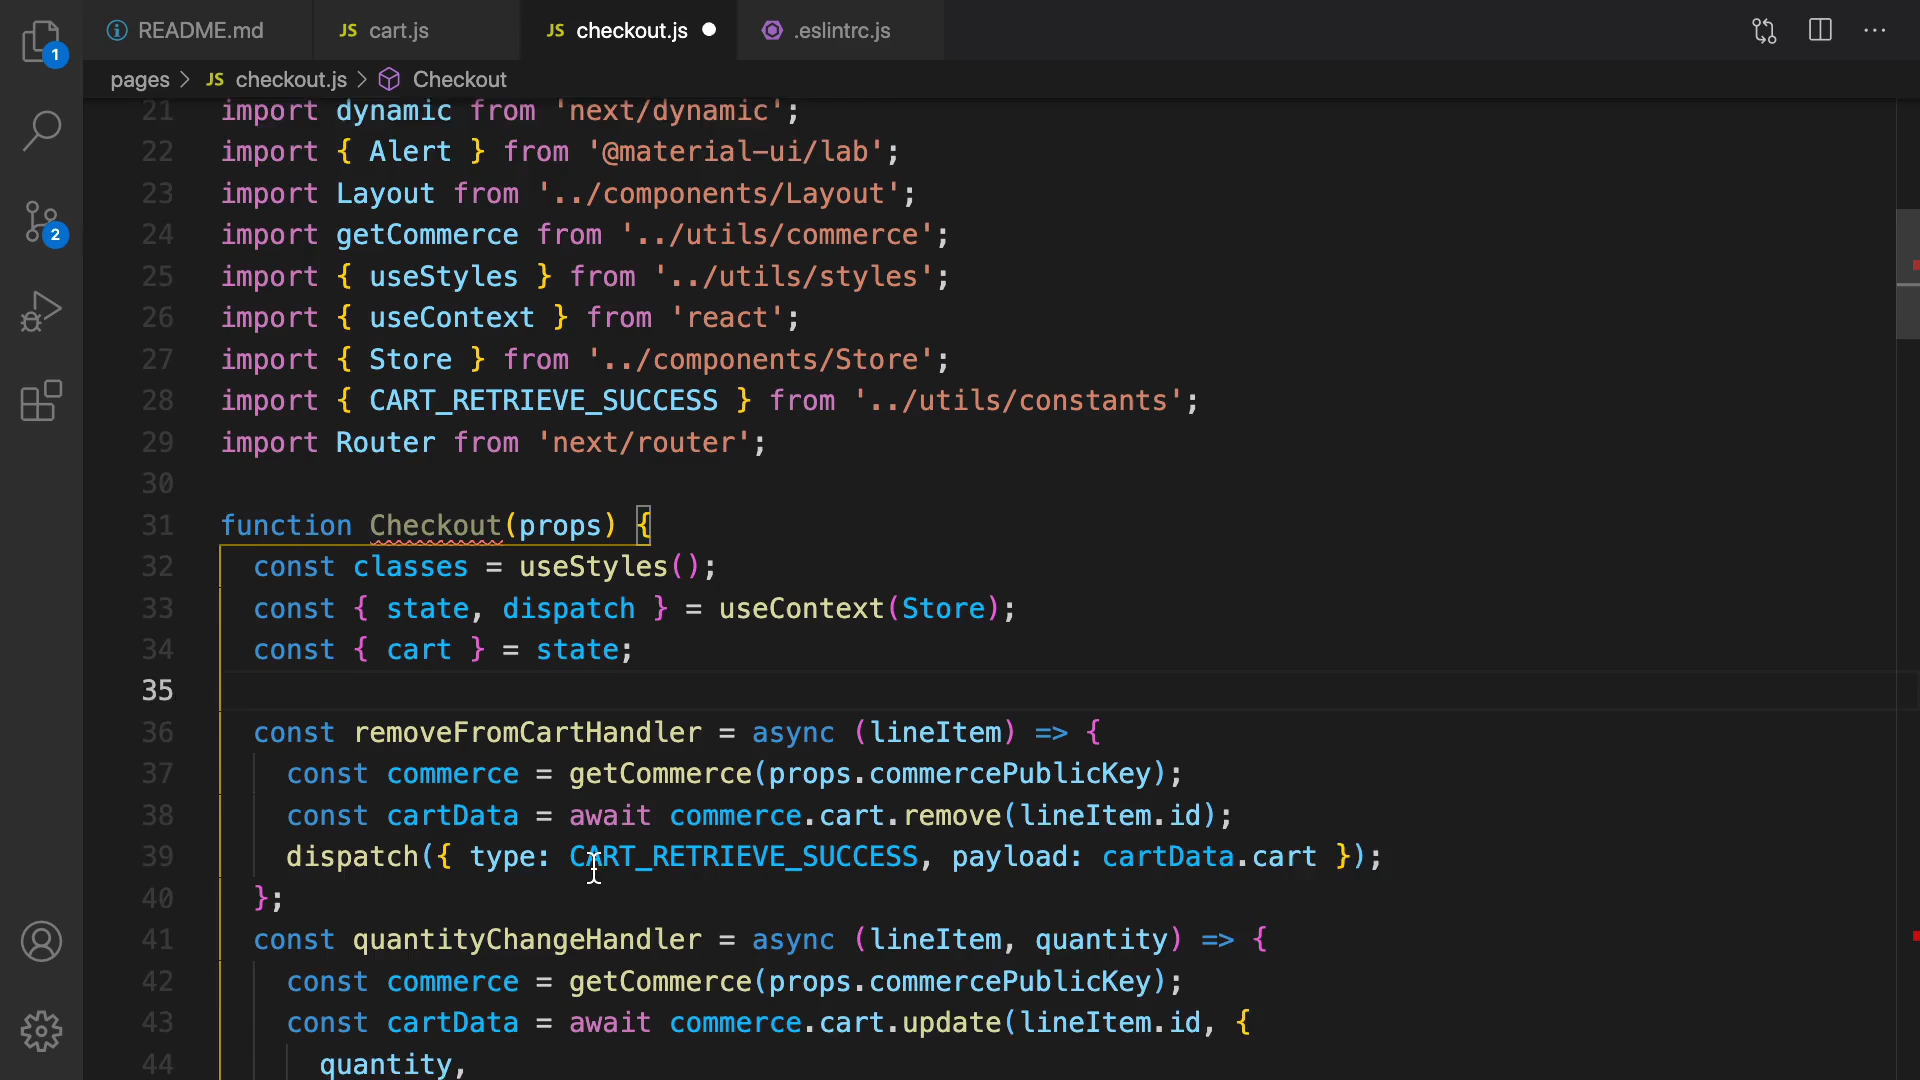 README.md
JS cart.js
JS checkout.js
.eslintrc.js
1
2
pages > JS checkout.js > Checkout
21 import dynamic from 'next/dynamic';
22 import { Alert } from '@material-ui/lab';
23 import Layout from '../components/Layout';
24 import getCommerce from '../utils/commerce';
25 import { useStyles } from '../utils/styles';
26 import { useContext } from 'react';
27 import { Store } from '../components/Store';
28 import { CART_RETRIEVE_SUCCESS } from '../utils/constants';
29 import Router from 'next/router';
30
31 function Checkout(props) {
32 const classes = useStyles();
33 const { state, dispatch } = useContext(Store);
34 const { cart } = state;
35
36 const removeFromCartHandler = async (lineItem) => {
37 const commerce = getCommerce(props.commercePublicKey);
38 const cartData = await commerce.cart.remove(lineItem.id);
39 dispatch({ type: CART_RETRIEVE_SUCCESS, payload: cartData.cart });
40 };
41 const quantityChangeHandler = async (lineItem, quantity) => {
42 const commerce = getCommerce(props.commercePublicKey);
43 const cartData = await commerce.cart.update(lineItem.id, {
44 quantity,